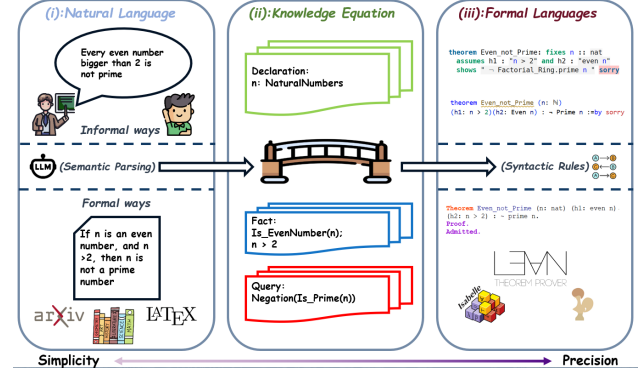 (i):Natural Language
Every even number
bigger than 2 is
not prime
Informal ways
LLM
(Semantic Parsing)
Formal ways
If n is an even
number, and n
>2, then n is
not a prime
number
arXiv
LATEX
(ii):Knowledge Equation
Declaration:
n: NaturalNumbers
Fact:
Is_EvenNumber(n);
n > 2
Query:
Negation(Is_Prime(n))
(iii):Formal Languages
theorem Even_not_Prime: fixes n :: nat
assumes h1 : "n > 2" and h2 : "even n"
shows " ¬ Factorial_Ring.prime n " sorry
theorem Even_not_Prime (n: ℕ)
(h1: n > 2)(h2: Even n) : ¬ Prime n :=by sorry
(Syntactic Rules)
Theorem Even_not_Prime (n: nat) (h1: even n)
(h2: n > 2) : ~ prime n.
Proof.
Admitted.
LEAN
THEOREM PROVER
Isabelle
Simplicity
Precision